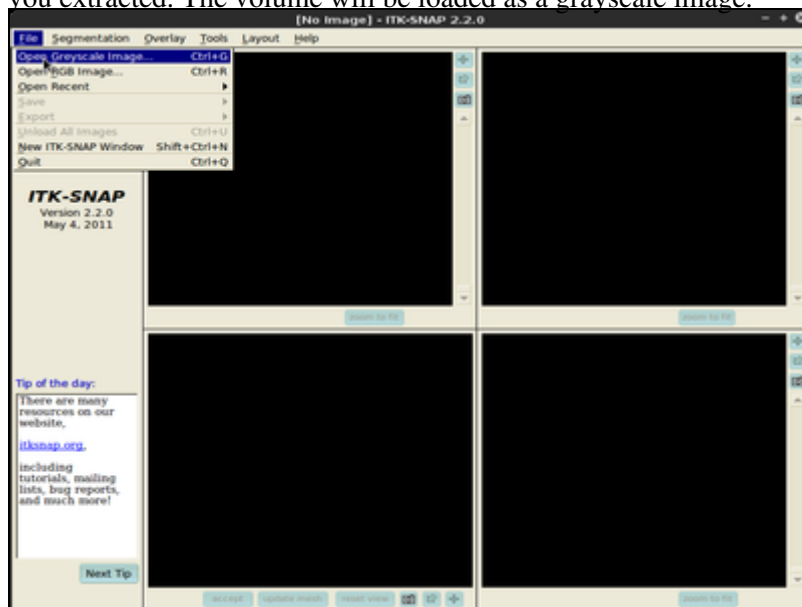 you extracted. The volume will be loaded as a grayscale image.
[No Image] - ITK-SNAP 2.2.0
File Segmentation Overlay Tools Layout Help
Open Greyscale Image... Ctrl+G
Open RGB Image... Ctrl+R
Open Recent
Save
Export
Unload All Images Ctrl+U
New ITK-SNAP Window Shift+Ctrl+N
Quit Ctrl+Q
ITK-SNAP
Version 2.2.0
May 4, 2011
zoom to fit zoom to fit
Tip of the day:
There are many
resources on our
website,
itksnap.org,
including
tutorials, mailing
lists, bug reports,
and much more!
Next Tip
accept update mesh reset view zoom to fit